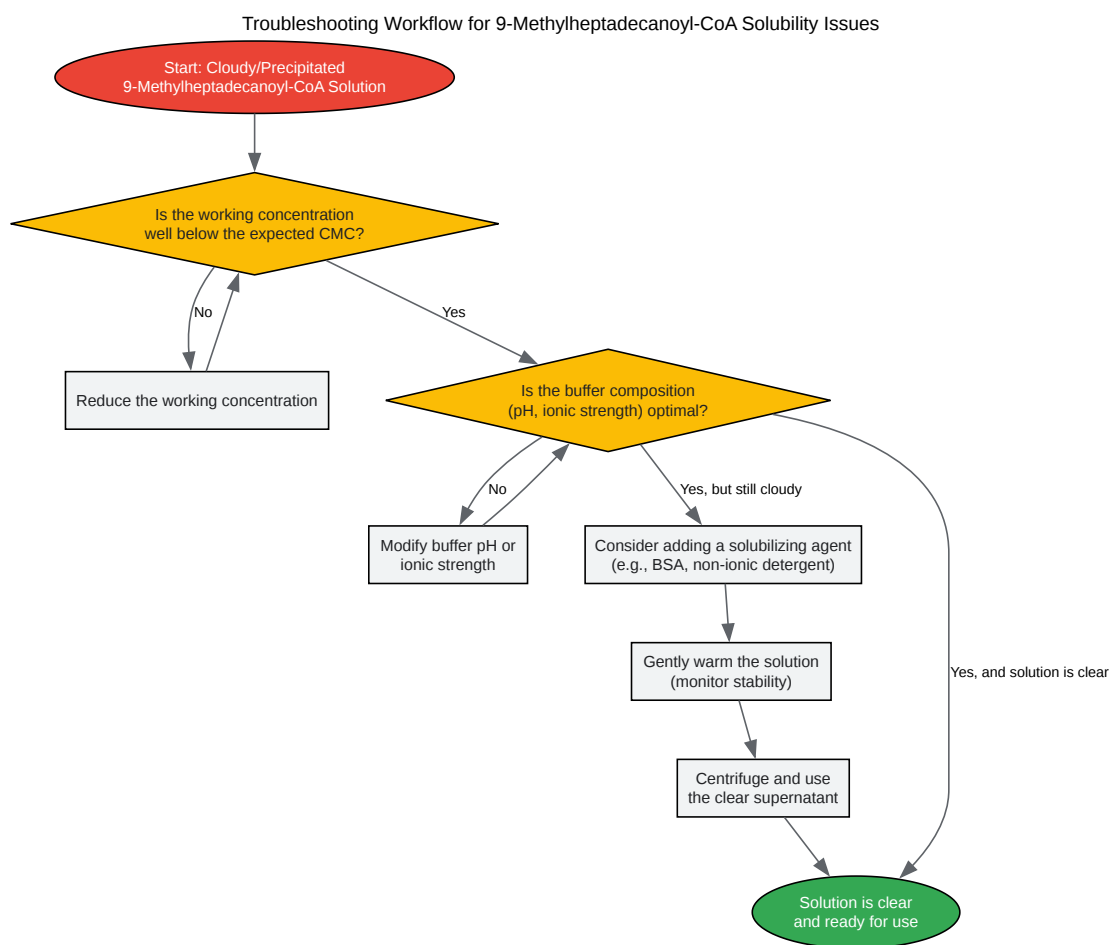 Troubleshooting Workflow for 9-Methylheptadecanoyl-CoA Solubility Issues
Start: Cloudy/Precipitated
9-Methylheptadecanoyl-CoA Solution
Is the working concentration
well below the expected CMC?
No
Yes
Reduce the working concentration
Is the buffer composition
(pH, ionic strength) optimal?
No
Yes, but still cloudy
Modify buffer pH or
ionic strength
Consider adding a solubilizing agent
(e.g., BSA, non-ionic detergent)
Gently warm the solution
(monitor stability)
Yes, and solution is clear
Centrifuge and use
the clear supernatant
Solution is clear
and ready for use